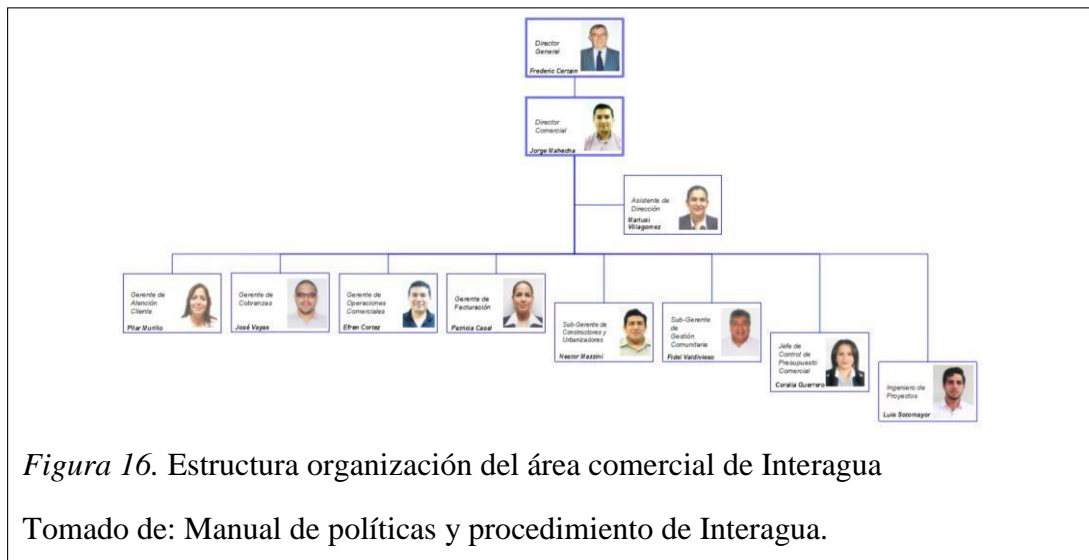 Director
General
Frederic Certain
Director
Comercial
Jorge Mahecha
Asistente de
Dirección
Mariuxi
Villagomez
Gerente de
Atención
Cliente
Pilar Murillo
Gerente de
Cobranzas
José Vayas
Gerente de
Operaciones
Comerciales
Efren Cortez
Gerente de
Facturación
Patricia Casal
Sub-Gerente de
Constructores y
Urbanizadores
Nestor Mazzini
Sub-Gerente
de
Gestión
Comunitaria
Fidel Valdivieso
Jefe de
Control de
Presupuesto
Comercial
Coralia Guerrero
Ingeniero de
Proyectos
Luis Sotomayor
Figura 16. Estructura organización del área comercial de Interagua
Tomado de: Manual de políticas y procedimiento de Interagua.